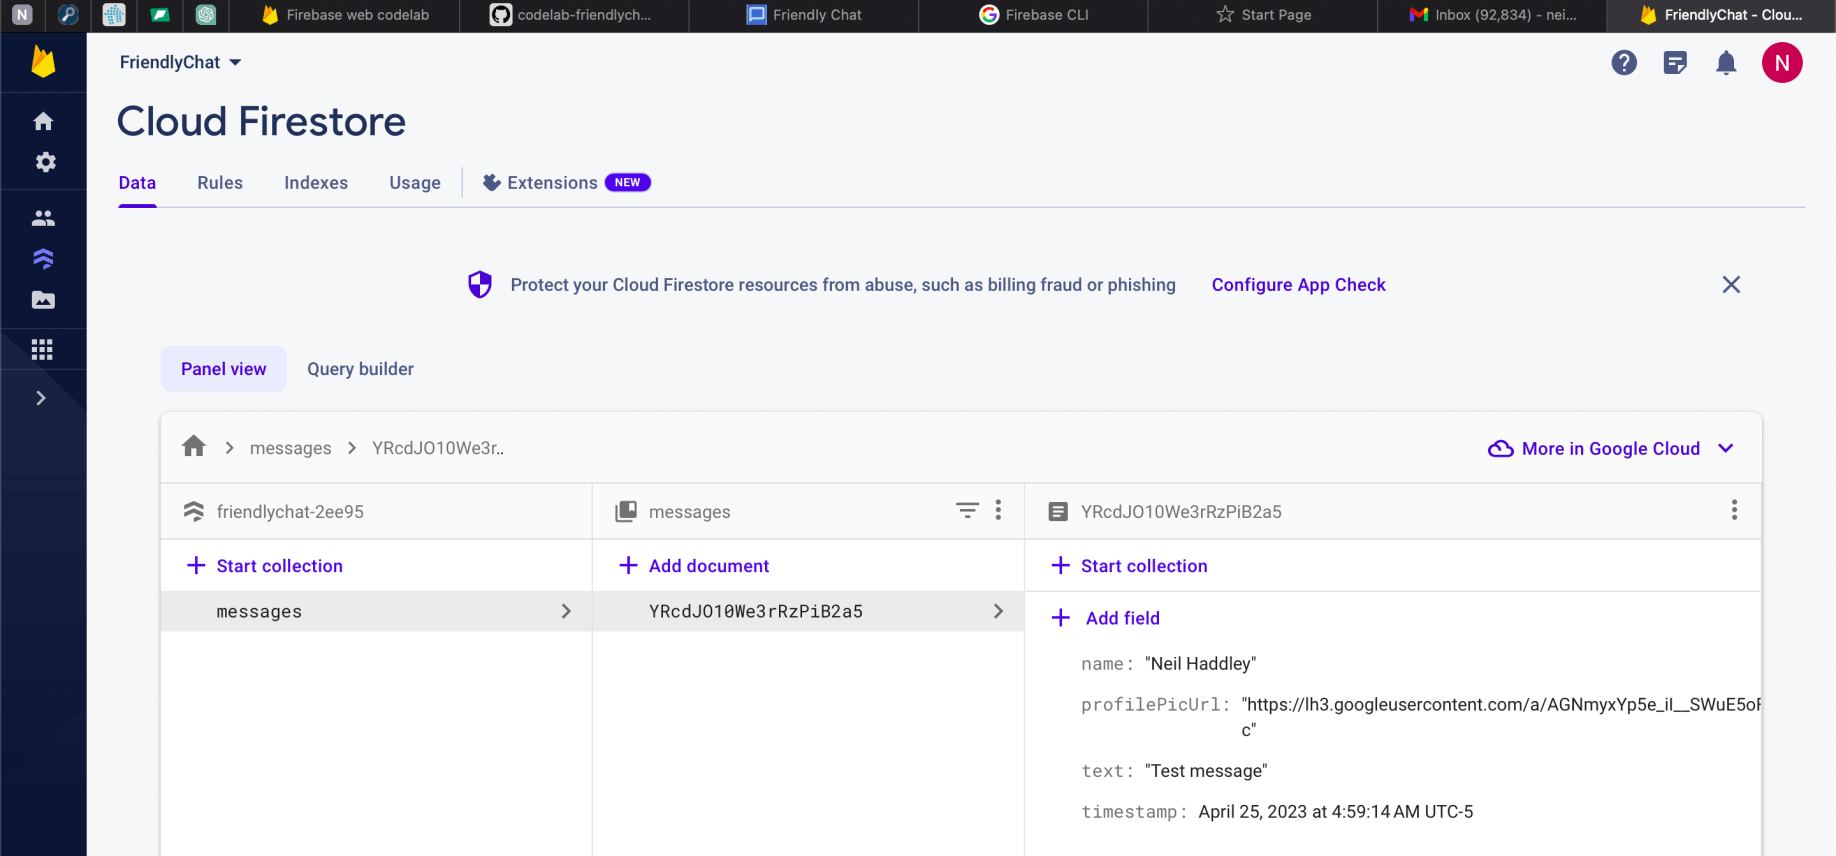 N
Firebase web codelab
codelab-friendlych...
Friendly Chat
Firebase CLI
Start Page
Inbox (92,834) - nei...
FriendlyChat - Clou...
FriendlyChat
N
Cloud Firestore
Data Rules Indexes Usage Extensions NEW
Protect your Cloud Firestore resources from abuse, such as billing fraud or phishing Configure App Check
Panel view Query builder
messages YRcdJO10We3r..
More in Google Cloud
friendlychat-2ee95
messages
YRcdJO10We3rRzPiB2a5
Start collection
Add document
Start collection
messages
YRcdJO10We3rRzPiB2a5
Add field
name: "Neil Haddley"
profilePicUrl: "https://lh3.googleusercontent.com/a/AGNmyxYp5e_iI__SWuE5oF
c"
text: "Test message"
timestamp: April 25, 2023 at 4:59:14 AM UTC-5